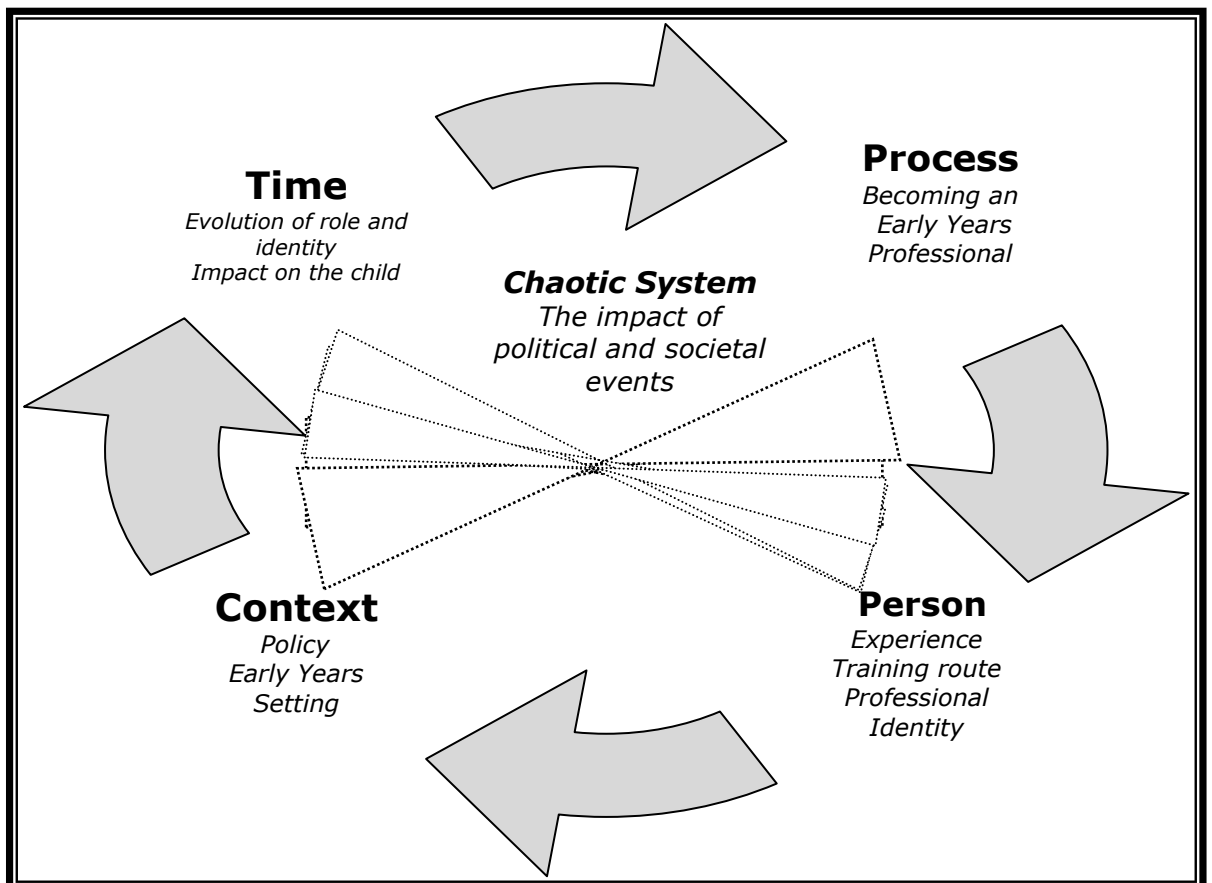 Time
Evolution of role and
identity
Impact on the child
Process
Becoming an
Early Years
Professional
Chaotic System
The impact of
political and societal
events
Context
Policy
Early Years
Setting
Person
Experience
Training route
Professional
Identity